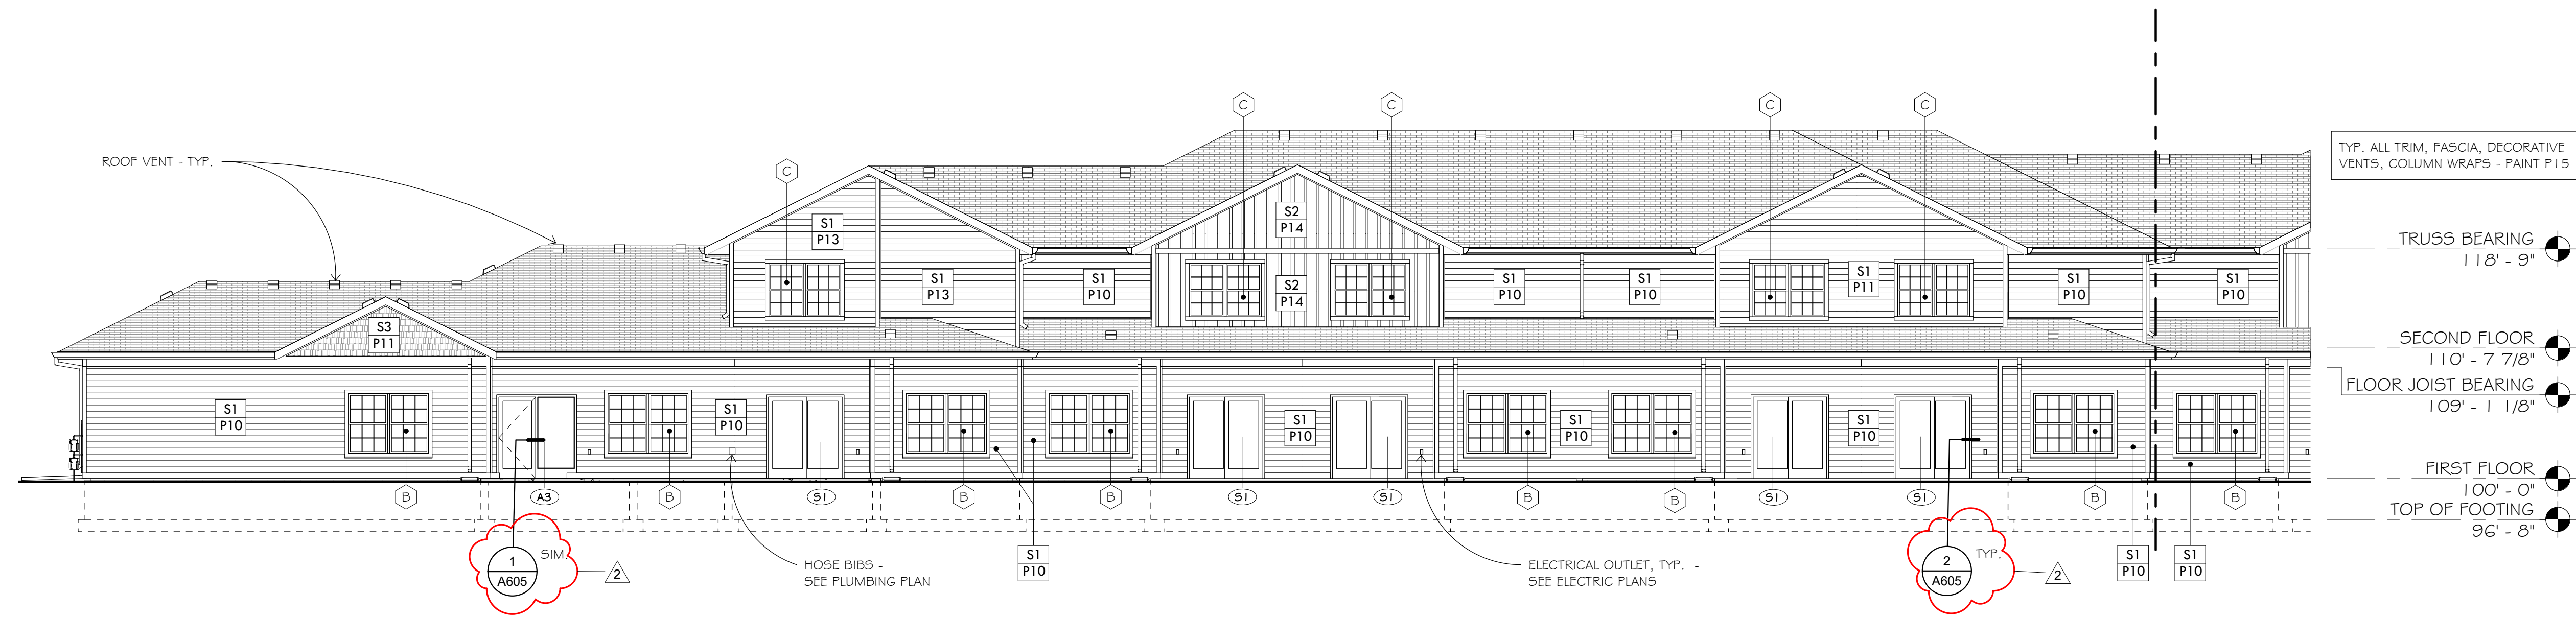 C
C
C
C
C
TYP. ALL TRIM, FASCIA, DECORATIVE
VENTS, COLUMN WRAPS - PAINT P15
ROOF VENT - TYP.
S1
P13
S2
P14
TRUSS BEARING
118' - 9"
S1
P13
S1
P10
S2
P14
S1
P10
S1
P10
S1
P11
S1
P10
S1
P10
S3
P11
SECOND FLOOR
110' - 7 7/8"
FLOOR JOIST BEARING
109' - 1 1/8"
S1
P10
S1
P10
S1
P10
S1
P10
S1
P10
FIRST FLOOR
100' - 0"
B
A3
B
S1
B
B
S1
S1
B
B
S1
S1
B
B
TOP OF FOOTING
96' - 8"
1
A605
SIM.
2
HOSE BIBS -
SEE PLUMBING PLAN
S1
P10
ELECTRICAL OUTLET, TYP. -
SEE ELECTRIC PLANS
2
A605
TYP.
2
S1
P10
S1
P10